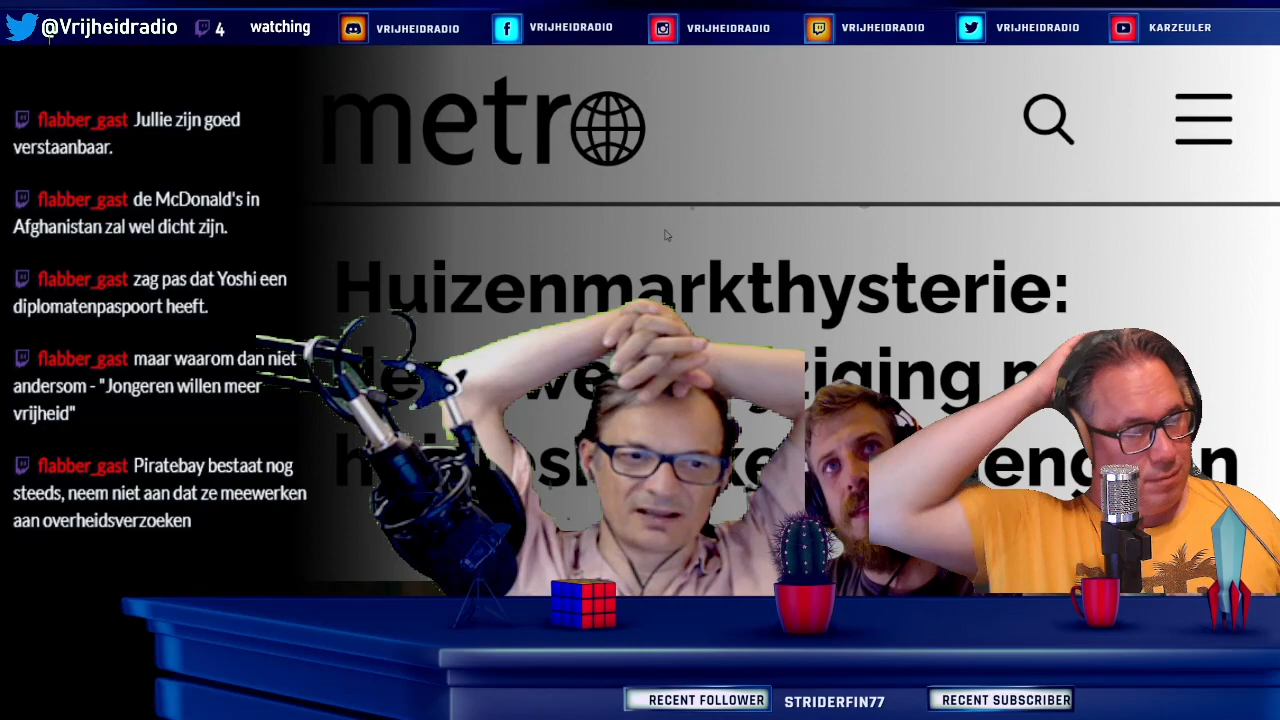 @Vrijheidradio 4 watching VRIJHEIDRADIO VRIJHEIDRADIO VRIJHEIDRADIO VRIJHEIDRADIO VRIJHEIDRADIO KARZEULER
metro
flabber_gast Jullie zijn goed
verstaanbaar.
flabber_gast de McDonald's in
Afghanistan zal wel dicht zijn.
flabber_gast zag pas dat Yoshi een
diplomatenpaspoort heeft.
flabber_gast maar waarom dan niet
andersom - "Jongeren willen meer
vrijheid"
flabber_gast Piratebay bestaat nog
steeds, neem niet aan dat ze meewerken
aan overheidsverzoeken
Huizenmarkthysterie:
RECENT FOLLOWER STRIDERFIN77 RECENT SUBSCRIBER